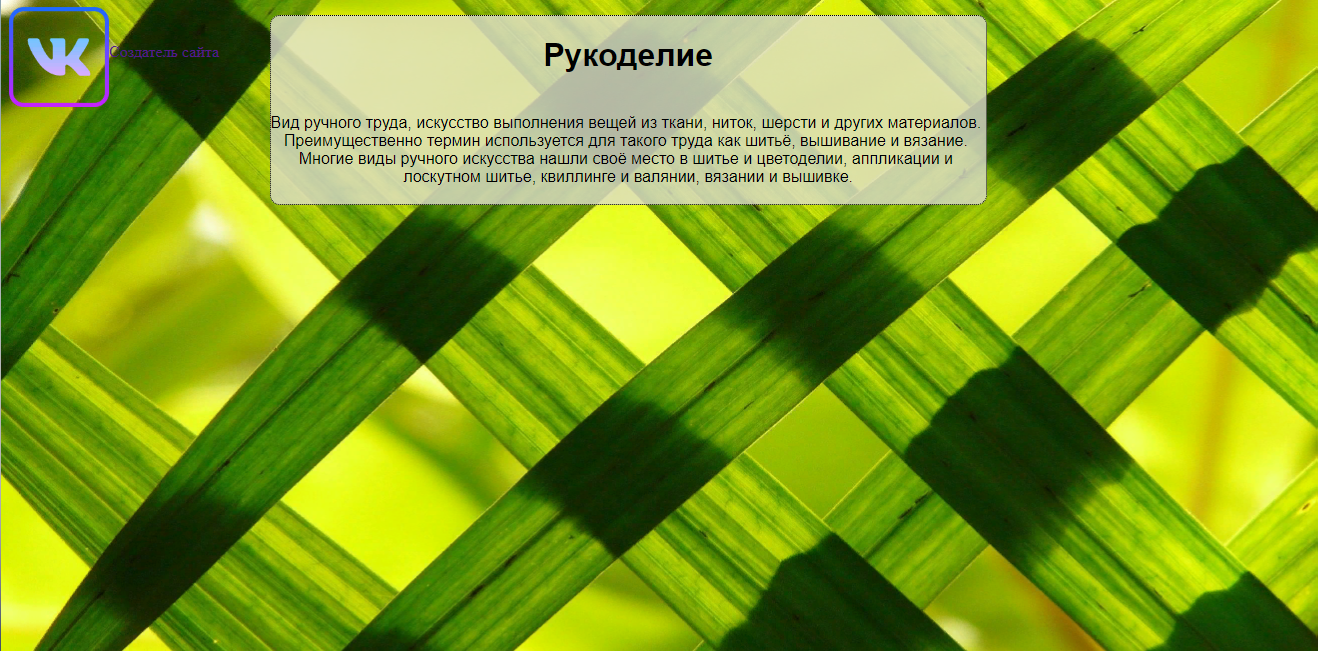 VK
Создатель сайта
Рукоделие
Вид ручного труда, искусство выполнения вещей из ткани, ниток, шерсти и других материалов.
Преимущественно термин используется для такого труда как шитьё, вышивание и вязание.
Многие виды ручного искусства нашли своё место в шитье и цветоделии, аппликации и
лоскутном шитье, квиллинге и валянии, вязании и вышивке.